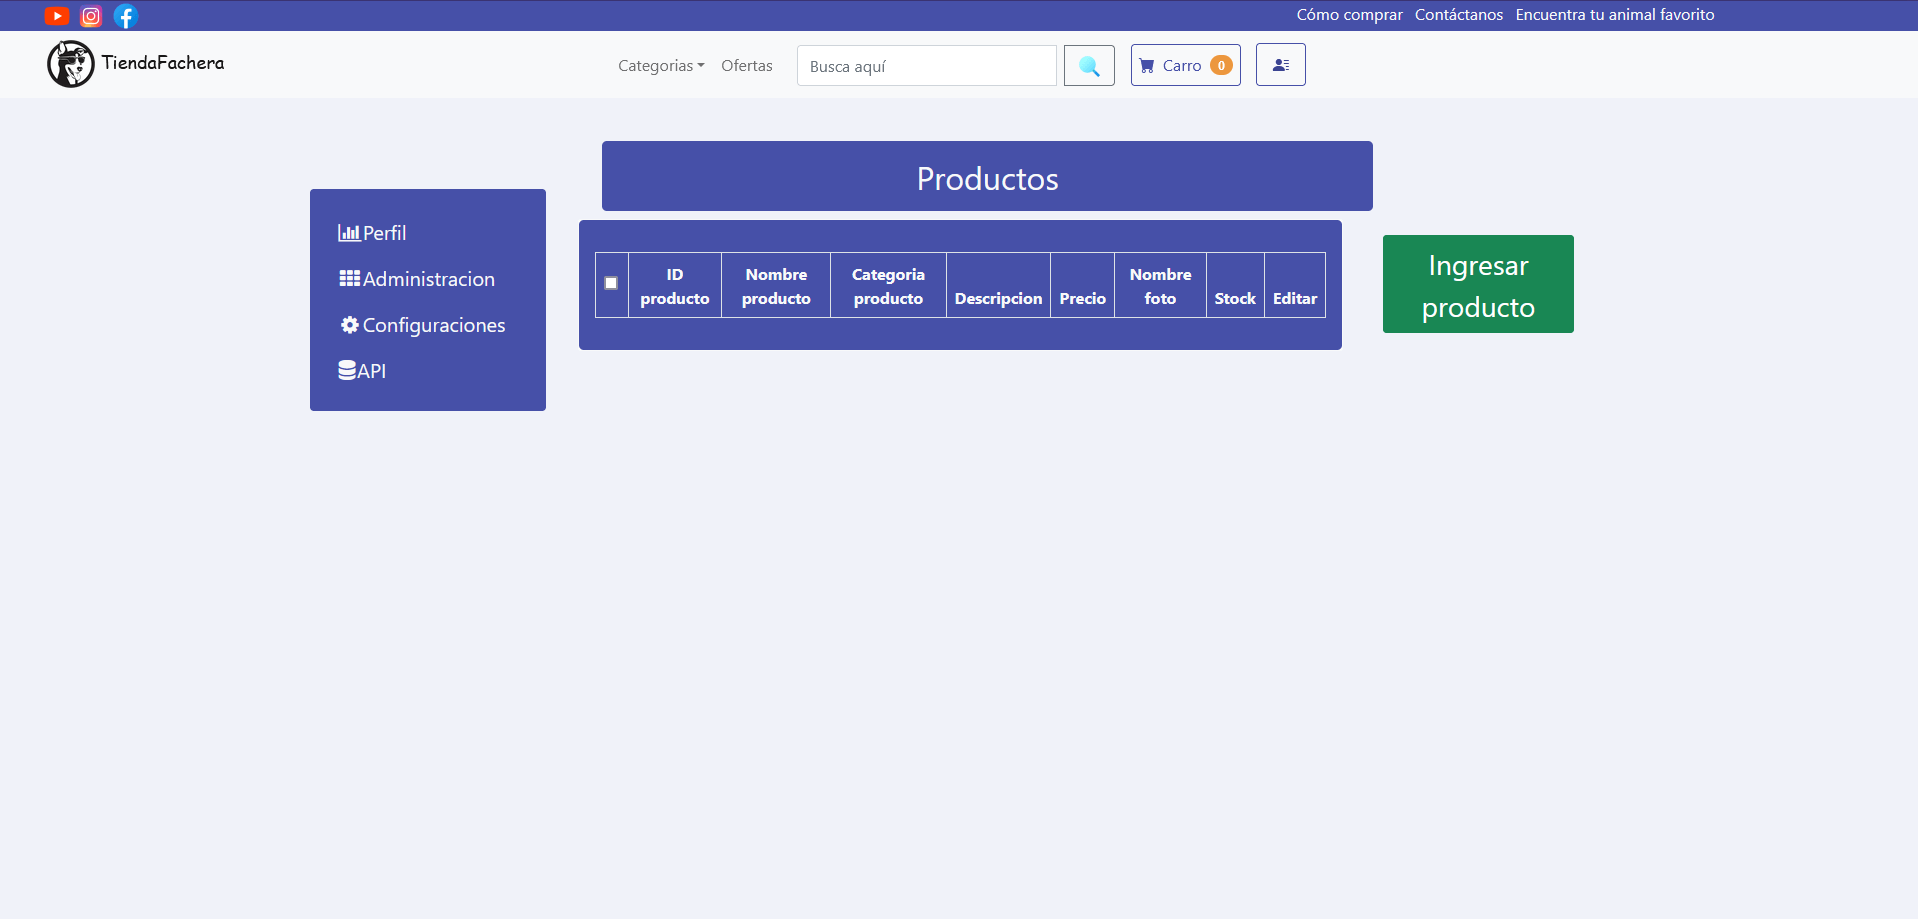 Cómo comprar Contáctanos Encuentra tu animal favorito
TiendaFachera
Categorias Ofertas Busca aquí Carro 0
Productos
Perfil
Administracion
Configuraciones
API
ID producto Nombre producto Categoria producto Descripcion Precio Nombre foto Stock Editar
Ingresar
producto